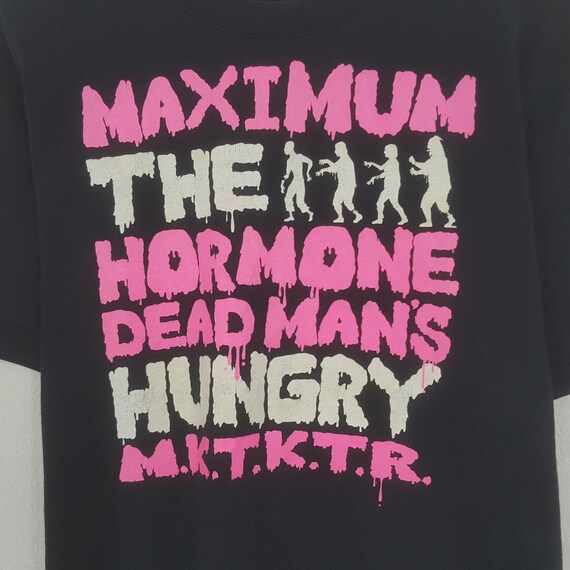 MAXIMUM
THE
HORMONE
DEAD MAN'S
HUNGRY
M.K.T.K.T.R.